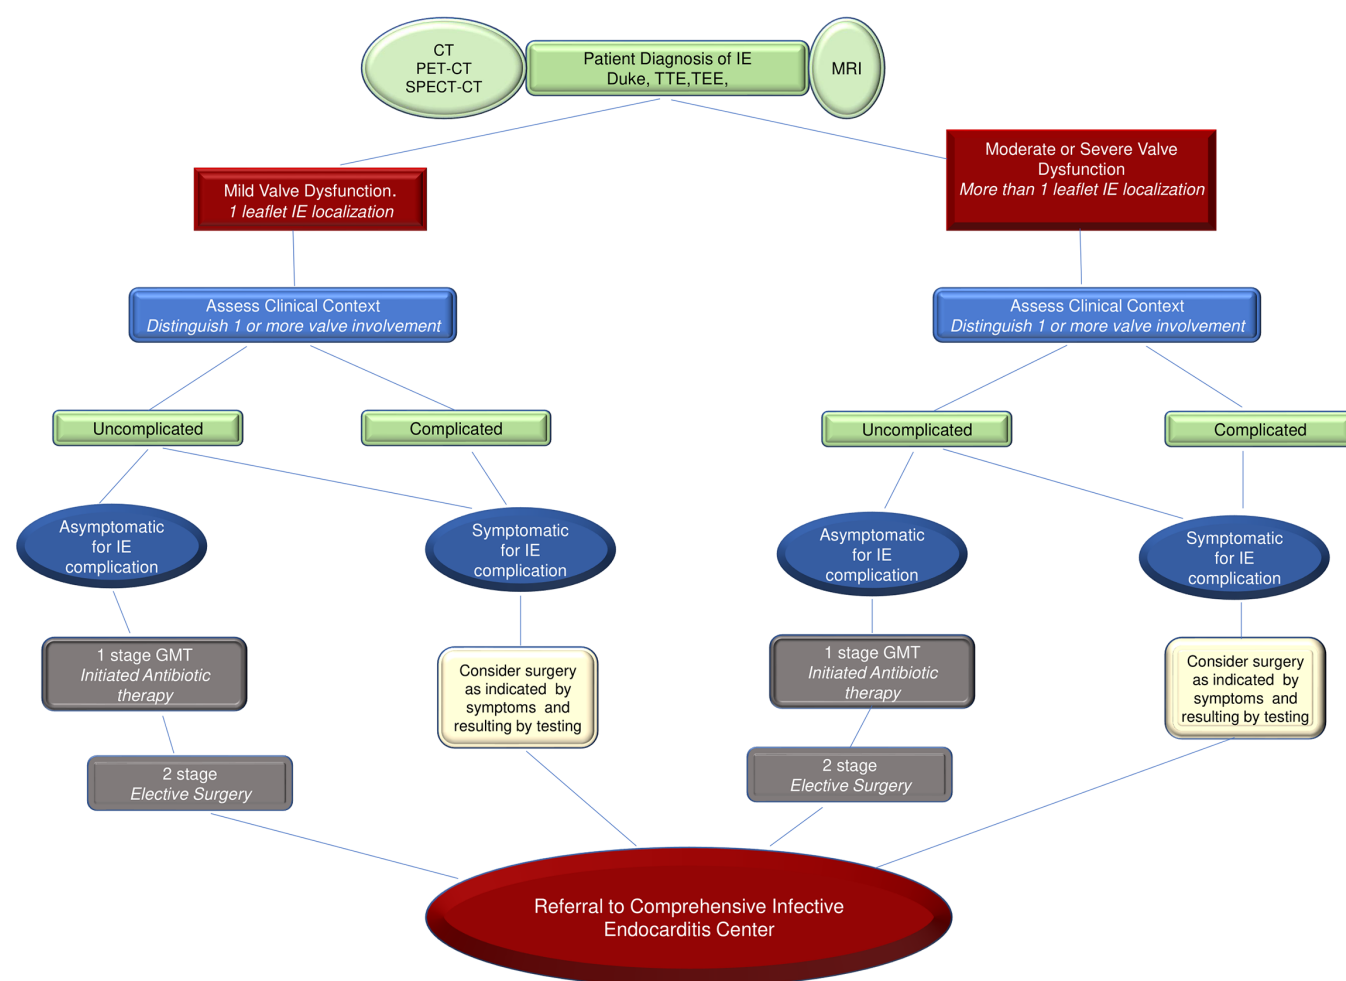 CT
PET-CT
SPECT-CT
Patient Diagnosis of IE
Duke, TTE,TEE,
MRI
Mild Valve Dysfunction.
1 leaflet IE localization
Moderate or Severe Valve
Dysfunction
More than 1 leaflet IE localization
Assess Clinical Context
Distinguish 1 or more valve involvement
Assess Clinical Context
Distinguish 1 or more valve involvement
Uncomplicated
Complicated
Uncomplicated
Complicated
Asymptomatic
for IE
complication
Symptomatic
for IE
complication
Asymptomatic
for IE
complication
Symptomatic
for IE
complication
1 stage GMT
Initiated Antibiotic
therapy
Consider surgery
as indicated by
symptoms and
resulting by testing
1 stage GMT
Initiated Antibiotic
therapy
Consider surgery
as indicated by
symptoms and
resulting by testing
2 stage
Elective Surgery
2 stage
Elective Surgery
Referral to Comprehensive Infective
Endocarditis Center